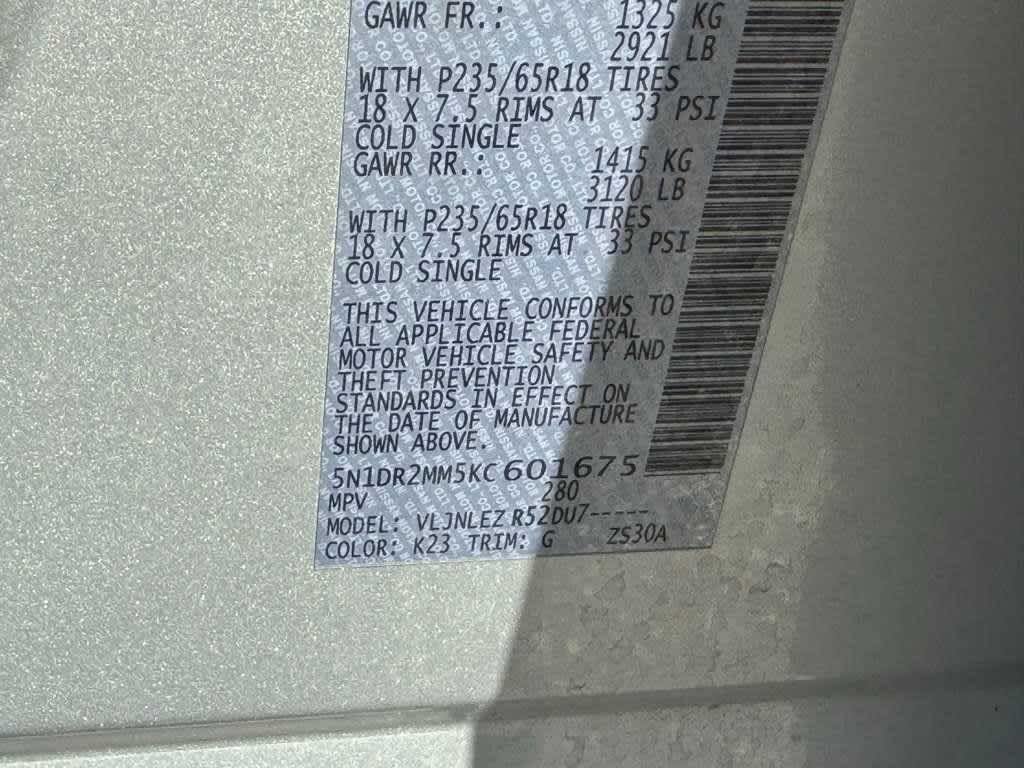 GAWR FR.: 1325 KG
2921 LB
WITH P235/65R18 TIRES
18 X 7.5 RIMS AT 33 PSI
COLD SINGLE
GAWR RR.: 1415 KG
3120 LB
WITH P235/65R18 TIRES
18 X 7.5 RIMS AT 33 PSI
COLD SINGLE
THIS VEHICLE CONFORMS TO
ALL APPLICABLE FEDERAL
MOTOR VEHICLE SAFETY AND
THEFT PREVENTION
STANDARDS IN EFFECT ON
THE DATE OF MANUFACTURE
SHOWN ABOVE.
5N1DR2MM5KC601675
MPV 280
MODEL: VLJNLEZ R52DU7-----
COLOR: K23 TRIM: G ZS30A